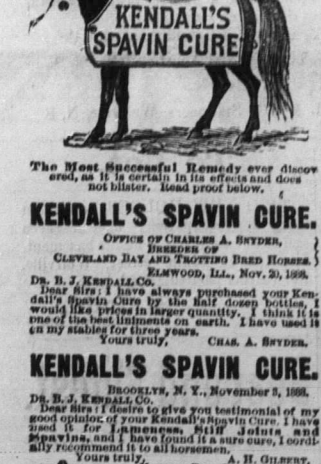 KENDALL'S
SPAVIN CURE
The Most Successful Remedy ever discov
ered, as it is certain in its effects and does
not blister. Read proof below.
KENDALL'S SPAVIN CURE.
OFFICE OF CHARLES A. SNYDER,
BREEDER OF
CLEVELAND BAY AND TROTTING BRED HORSES.
ELMWOOD, ILL., Nov. 20, 1888.
DR. B. J. KENDALL CO.
Dear Sirs: I have always purchased your Ken-
dall's Spavin Cure by the half dozen bottles, I
would like prices in larger quantity. I think it is
one of the best liniments on earth. I have used it
in my stables for three years.
Yours truly, CHAS. A. SNYDER.
KENDALL'S SPAVIN CURE.
BROOKLYN, N. Y., November 3, 1888.
DR. B. J. KENDALL CO.
Dear Sirs: I desire to give you testimonial of my
good opinion of your Kendall's Spavin Cure. I have
used it for Lameness, Stiff Joints and
Spavins, and I have found it a sure cure, I cordi-
ally recommend it to all horsemen.
Yours truly, A. H. GILBERT,